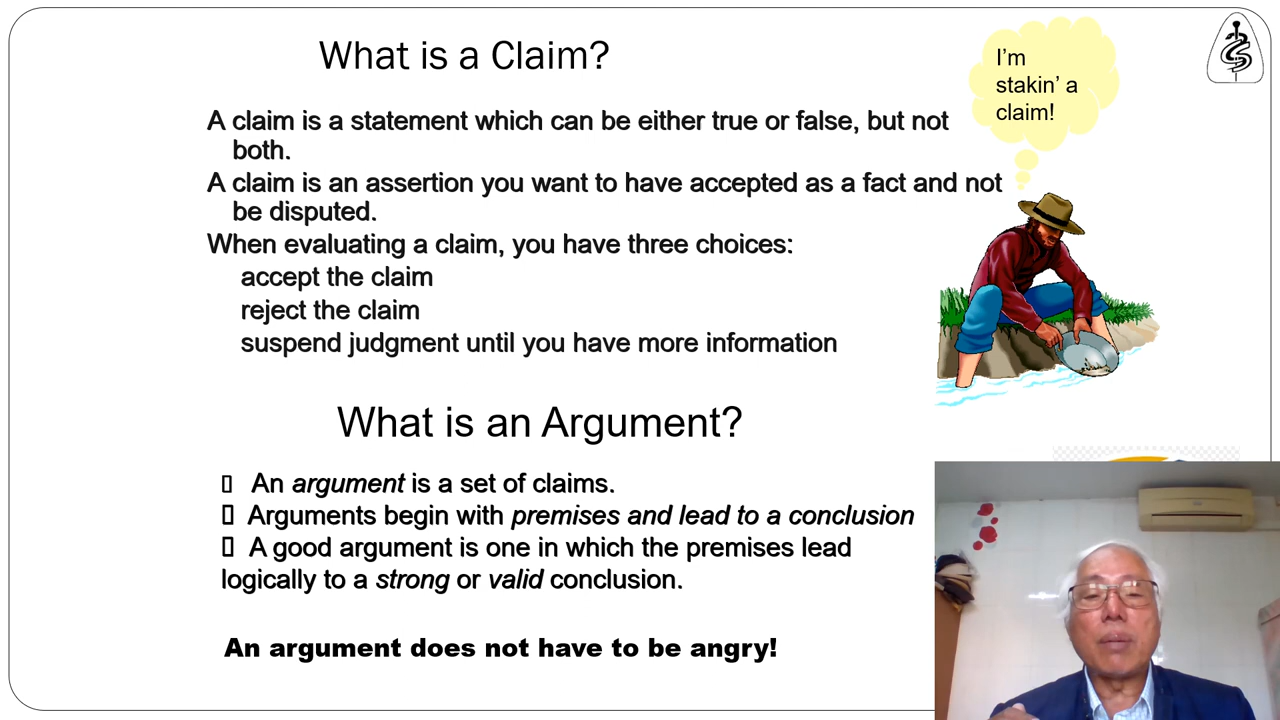 What is a Claim?
I'm
stakin' a
claim!
A claim is a statement which can be either true or false, but not
both.
A claim is an assertion you want to have accepted as a fact and not
be disputed.
When evaluating a claim, you have three choices:
accept the claim
reject the claim
suspend judgment until you have more information
What is an Argument?
An argument is a set of claims.
Arguments begin with premises and lead to a conclusion
A good argument is one in which the premises lead
logically to a strong or valid conclusion.
An argument does not have to be angry!